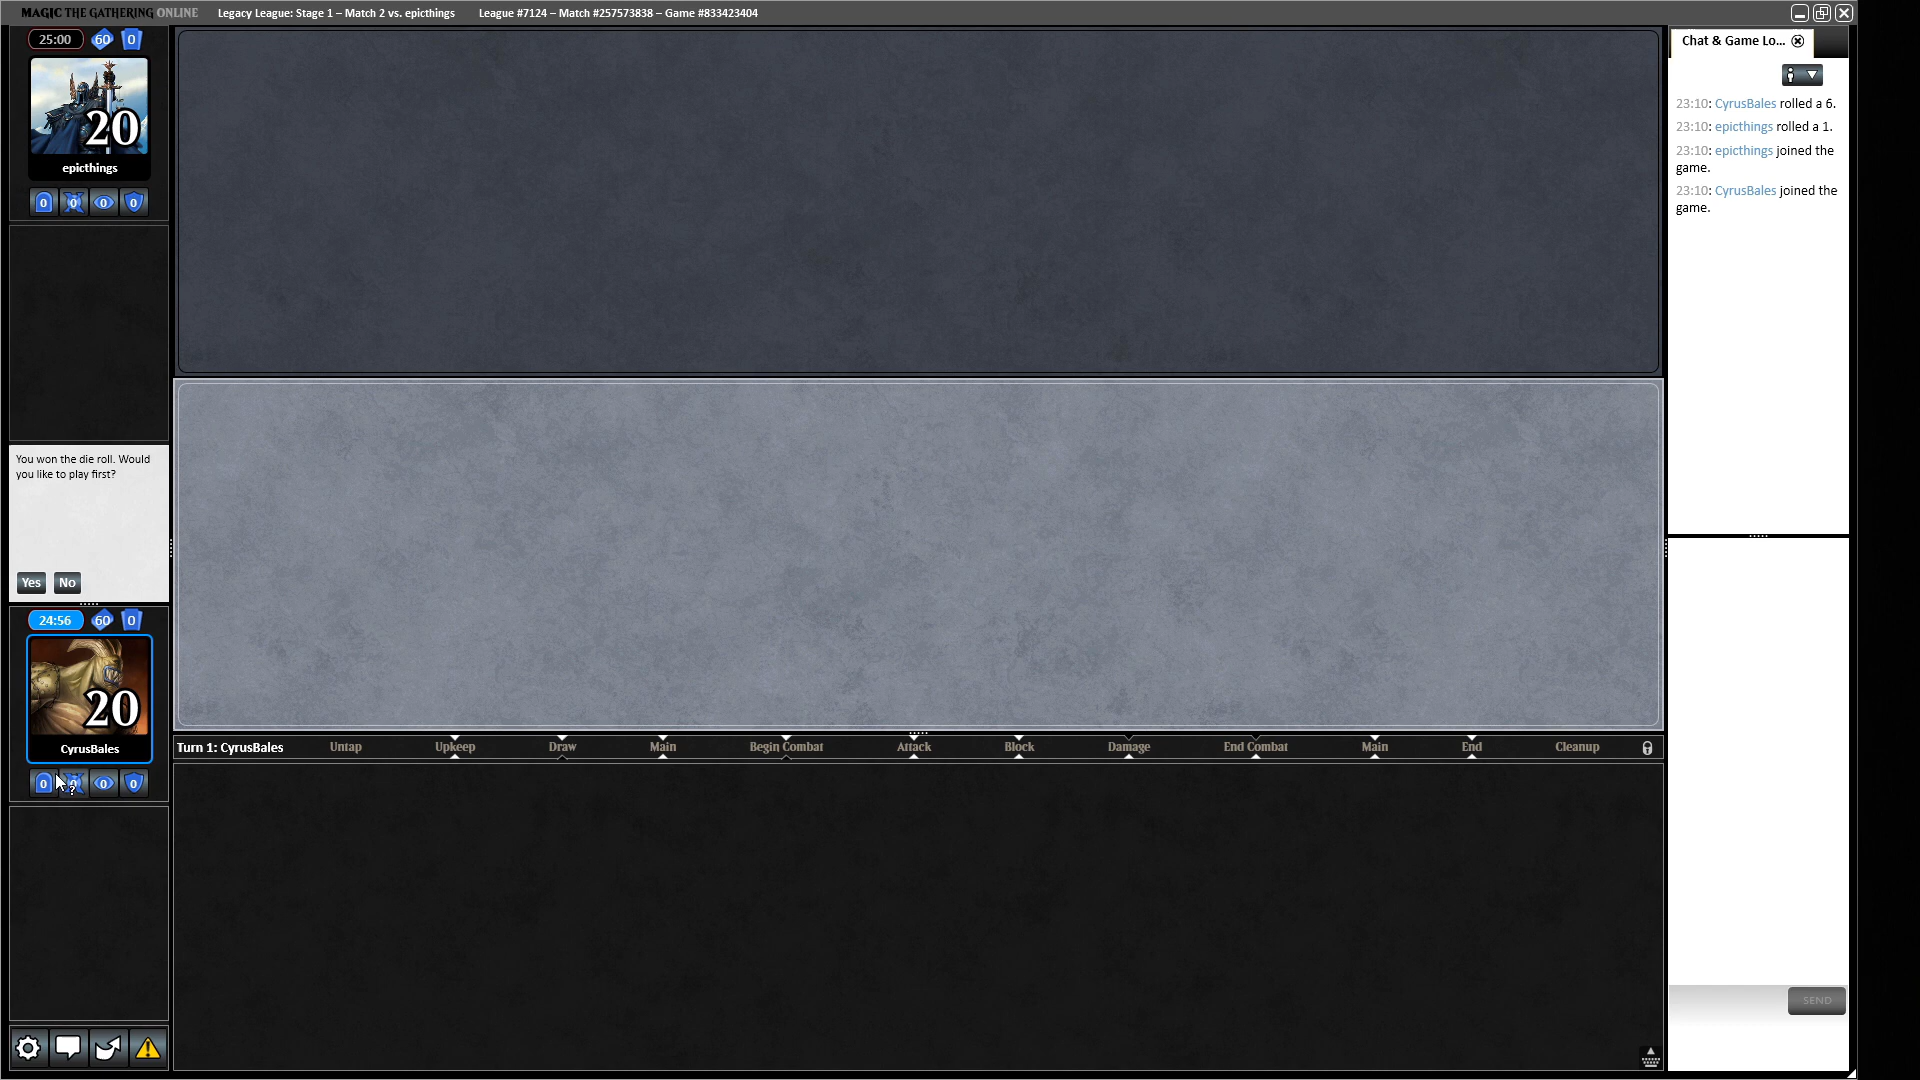 MAGIC THE GATHERING ONLINE Legacy League: Stage 1 – Match 2 vs. epicthings League #7124 – Match #257573838 – Game #833423404
25:00 60 0
20
epicthings
0 0 0 0
You won the die roll. Would
you like to play first?
Yes No
24:56 60 0
20
CyrusBales
0 0 0 0
?
Turn 1: CyrusBales Untap Upkeep Draw Main Begin Combat Attack Block Damage End Combat Main End Cleanup
Chat & Game Lo...
23:10: CyrusBales rolled a 6.
23:10: epicthings rolled a 1.
23:10: epicthings joined the
game.
23:10: CyrusBales joined the
game.
SEND